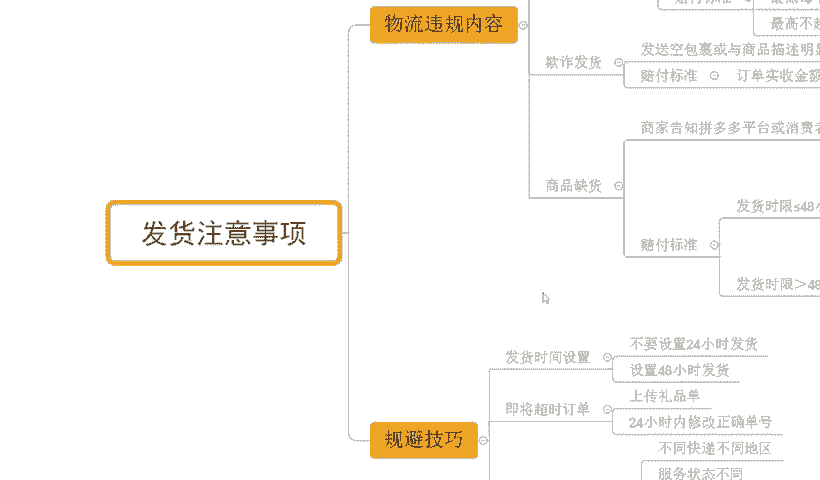 物流违规内容
最高不超
欺诈发货
发送空包裹或与商品描述明显
赔付标准
订单实收金额
商家告知拼多多平台或消费者
商品缺货
发货时限≤48小
赔付标准
发货时限＞48
发货注意事项
发货时间设置
不要设置24小时发货
设置48小时发货
即将超时订单
上传礼品单
24小时内修改正确单号
规避技巧
不同快递不同地区
服务状态不同